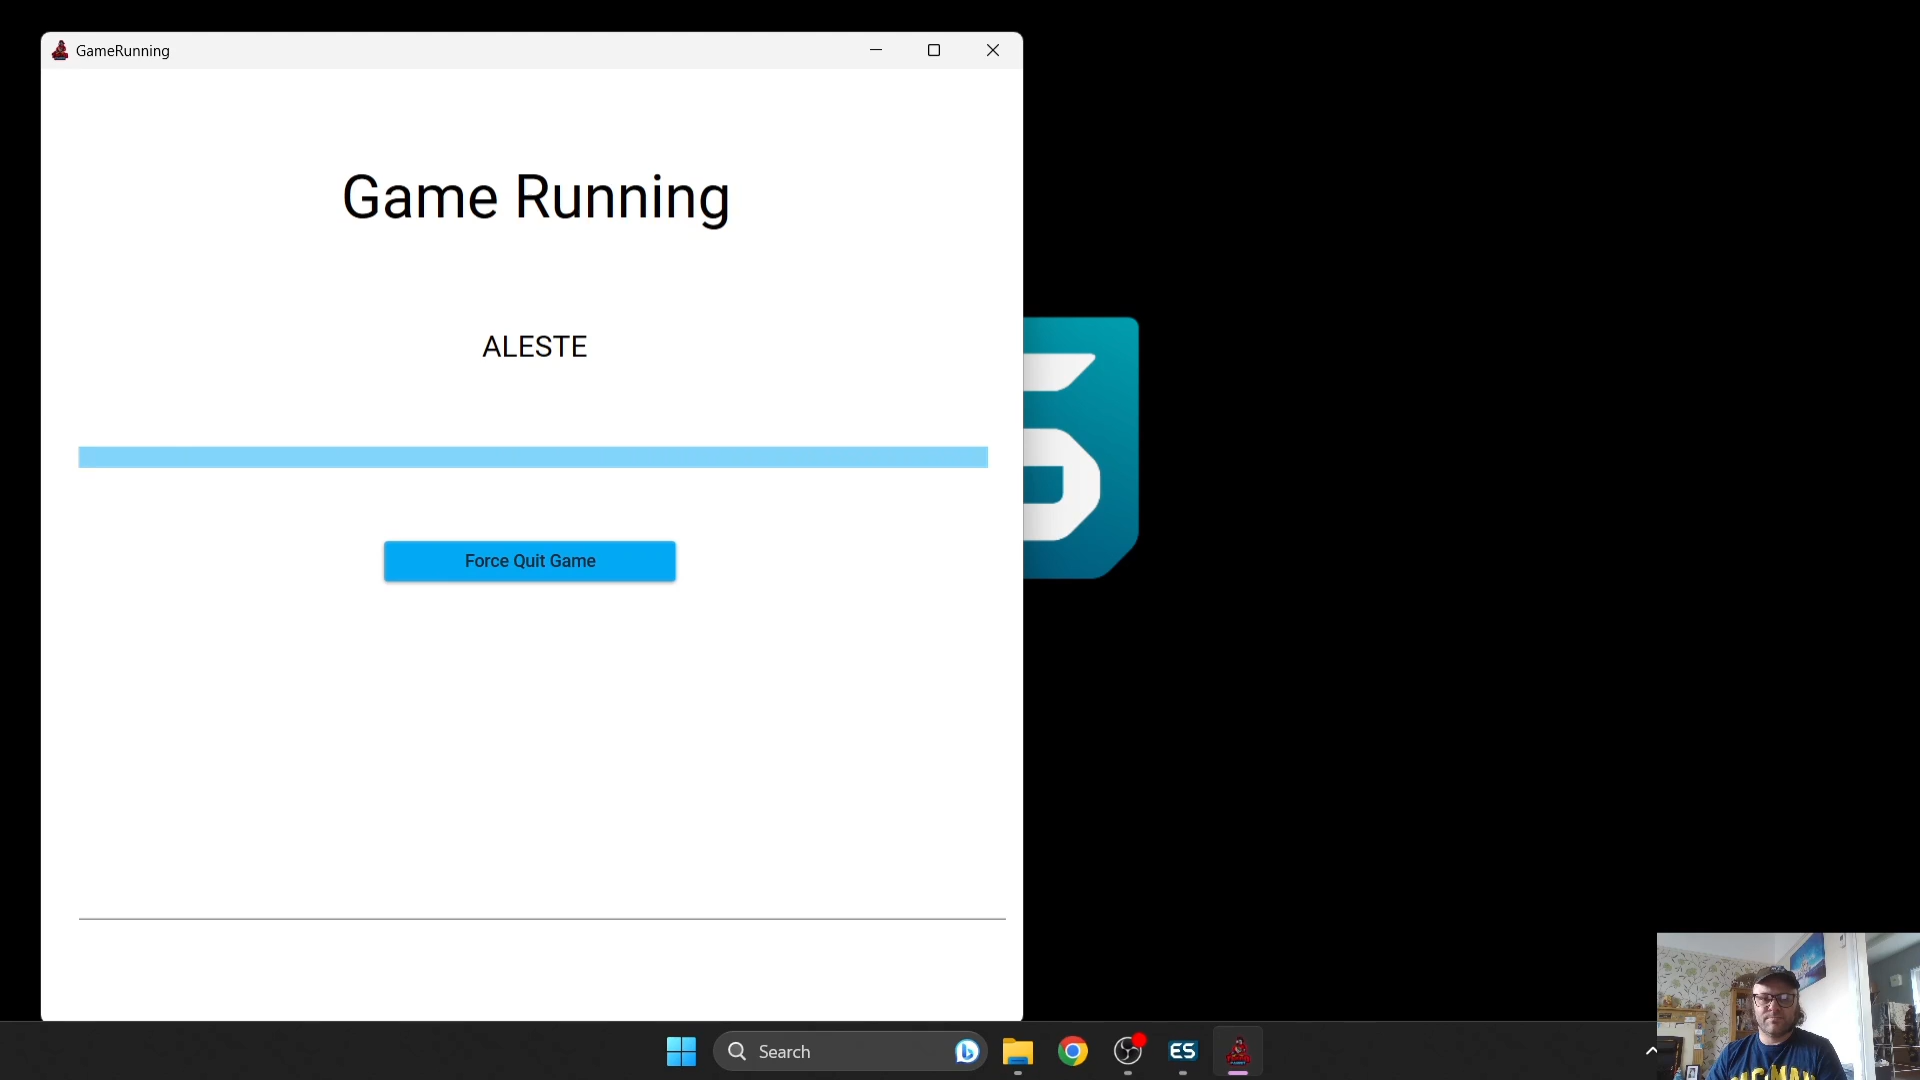 GameRunning
Game Running
ALESTE
Force Quit Game
Search
ES